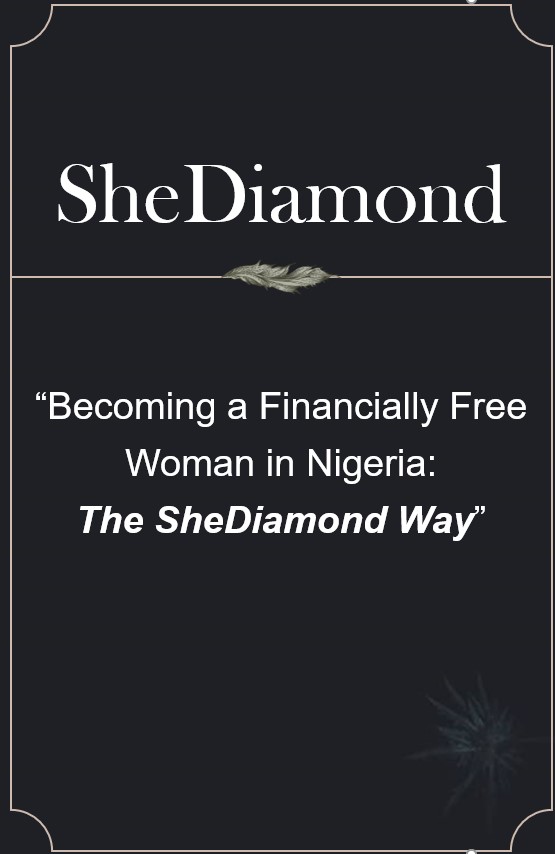 SheDiamond
“Becoming a Financially Free
Woman in Nigeria:
The SheDiamond Way”